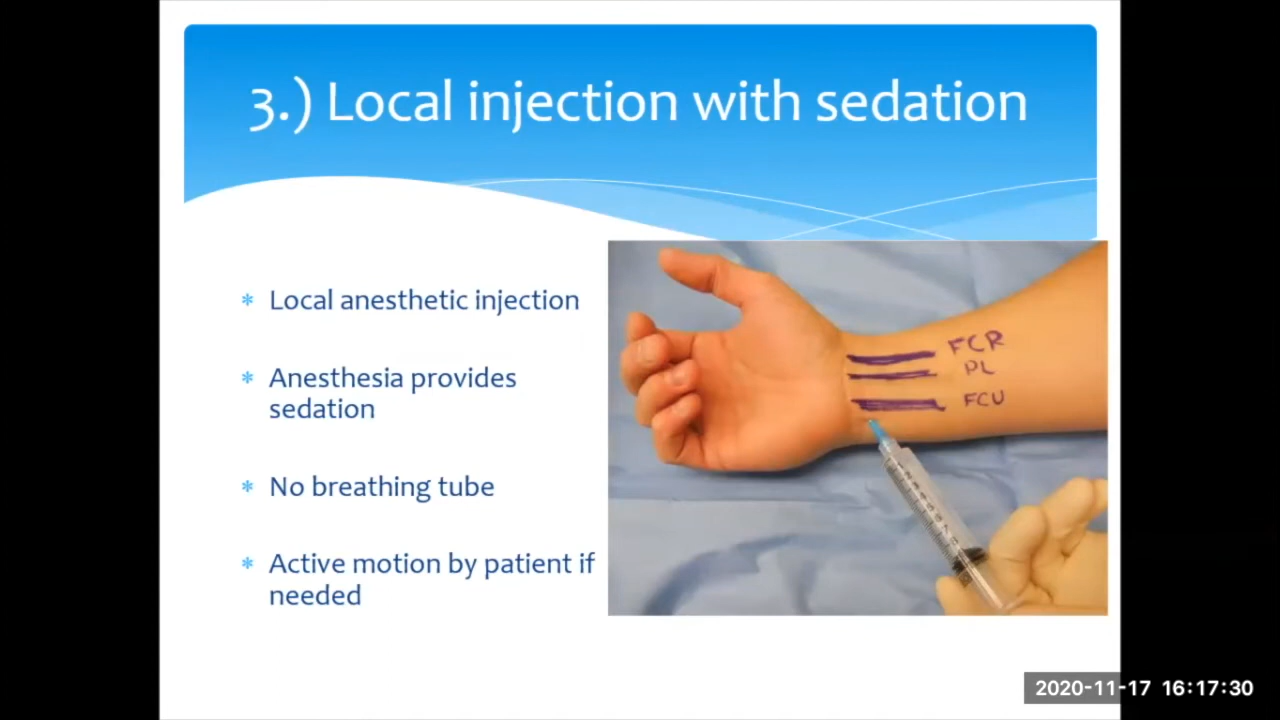 3.) Local injection with sedation
* Local anesthetic injection
* Anesthesia provides
sedation
* No breathing tube
* Active motion by patient if
needed
FCR
PL
FCU
2020-11-17 16:17:30